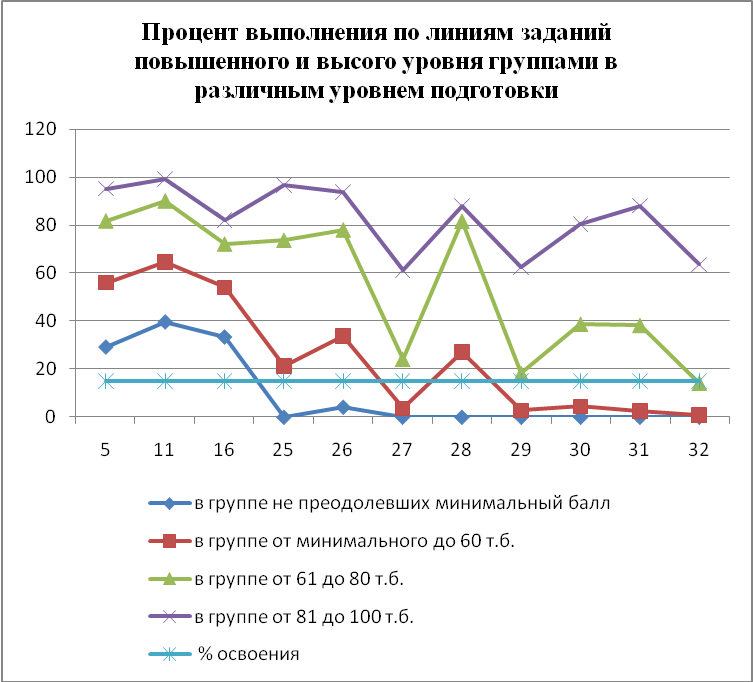 Процент выполнения по линиям заданий
повышенного и высого уровня группами в
различным уровнем подготовки
120
100
80
60
40
20
0
5 11 16 25 26 27 28 29 30 31 32
в группе не преодолевших минимальный балл
в группе от минимального до 60 т.б.
в группе от 61 до 80 т.б.
в группе от 81 до 100 т.б.
% освоения